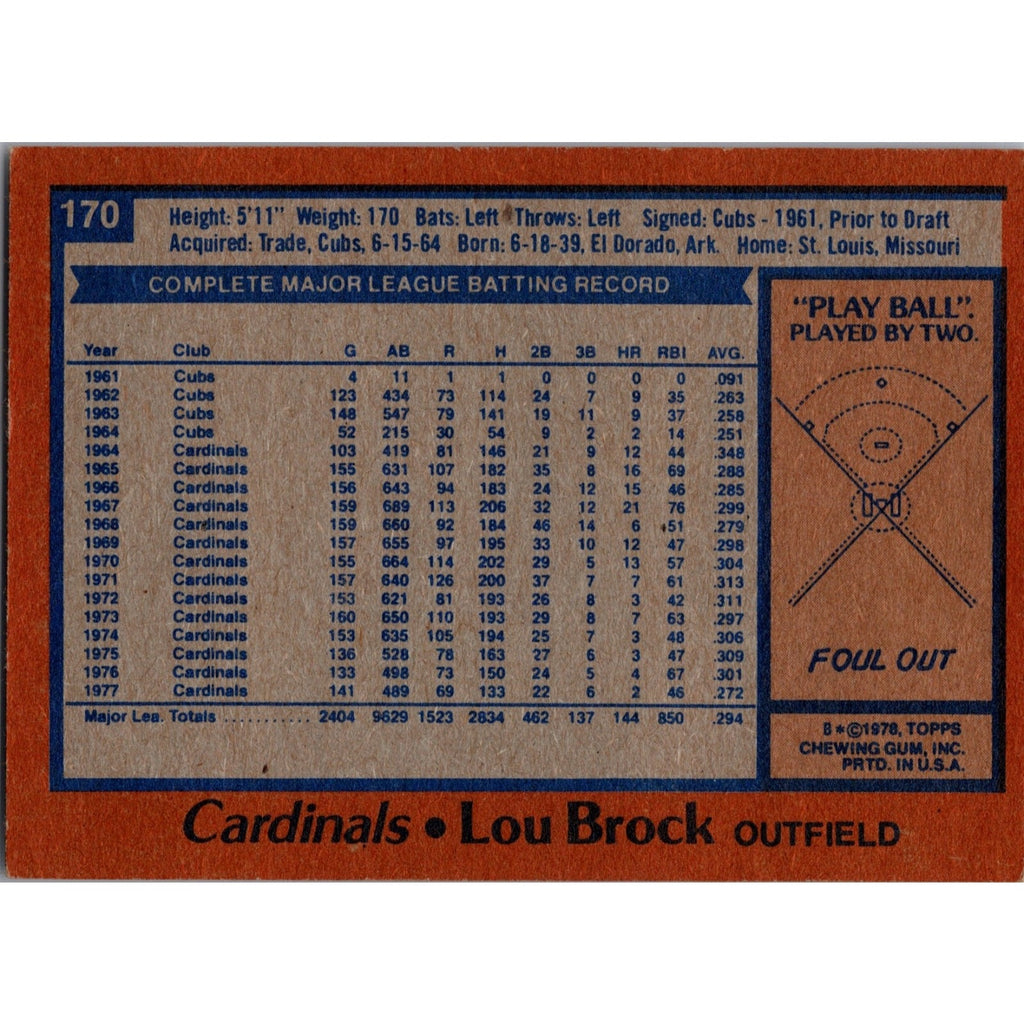 170
Height: 5'11" Weight: 170 Bats: Left Throws: Left Signed: Cubs - 1961, Prior to Draft
Acquired: Trade, Cubs, 6-15-64 Born: 6-18-39, El Dorado, Ark. Home: St. Louis, Missouri
COMPLETE MAJOR LEAGUE BATTING RECORD
Year Club G AB R H 2B 3B HR RBI AVG.
1961 Cubs 4 11 1 1 0 0 0 0 .091
1962 Cubs 123 434 73 114 24 7 9 35 .263
1963 Cubs 148 547 79 141 19 11 9 37 .258
1964 Cubs 52 215 30 54 9 2 2 14 .251
1964 Cardinals 103 419 81 146 21 9 12 44 .348
1965 Cardinals 155 631 107 182 35 8 16 69 .288
1966 Cardinals 156 643 94 183 24 12 15 46 .285
1967 Cardinals 159 689 113 206 32 12 21 76 .299
1968 Cardinals 159 660 92 184 46 14 6 51 .279
1969 Cardinals 157 655 97 195 33 10 12 47 .298
1970 Cardinals 155 664 114 202 29 5 13 57 .304
1971 Cardinals 157 640 126 200 37 7 7 61 .313
1972 Cardinals 153 621 81 193 26 8 3 42 .311
1973 Cardinals 160 650 110 193 29 8 7 63 .297
1974 Cardinals 153 635 105 194 25 7 3 48 .306
1975 Cardinals 136 528 78 163 27 6 3 47 .309
1976 Cardinals 133 498 73 150 24 5 4 67 .301
1977 Cardinals 141 489 69 133 22 6 2 46 .272
Major Lea. Totals ........... 2404 9629 1523 2834 462 137 144 850 .294
"PLAY BALL".
PLAYED BY TWO.
FOUL OUT
B*©1978, TOPPS
CHEWING GUM, INC.
PRTD. IN U.S.A.
Cardinals • Lou Brock OUTFIELD